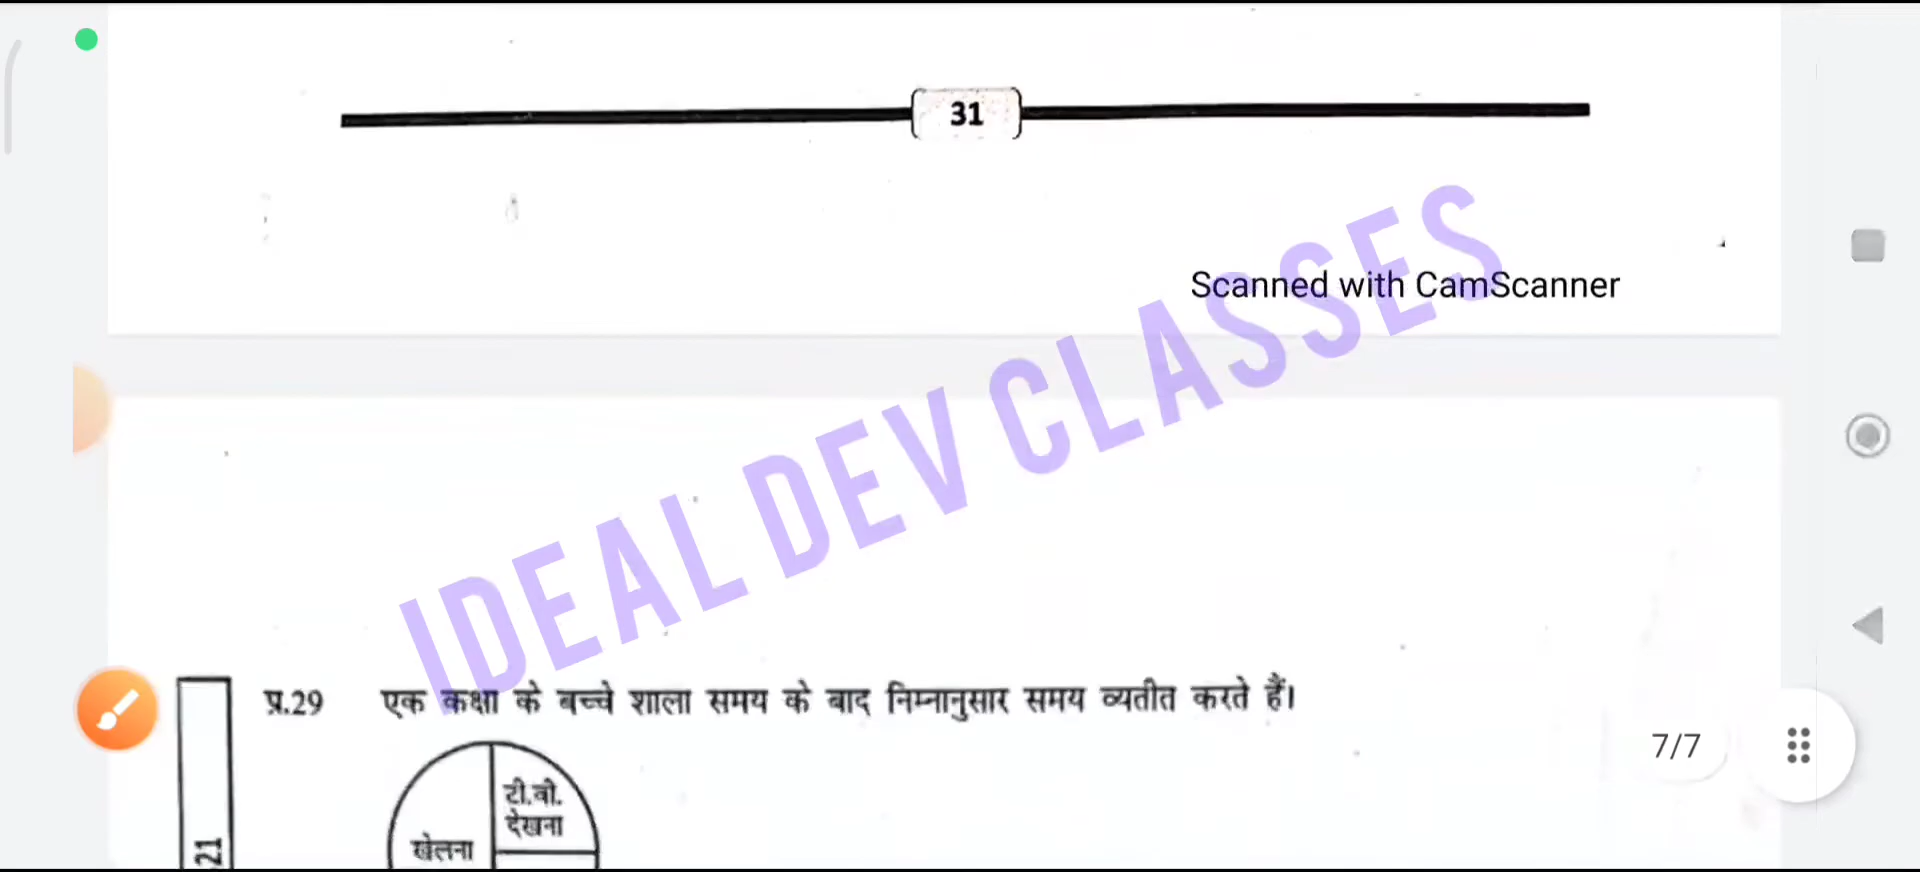 31
Scanned with CamScanner
IDEAL DEV CLASSES
प्र.29 एक कक्षा के बच्चे शाला समय के बाद निम्नानुसार समय व्यतीत करते हैं।
7/7
टी.वी.
देखना
खेलना
21